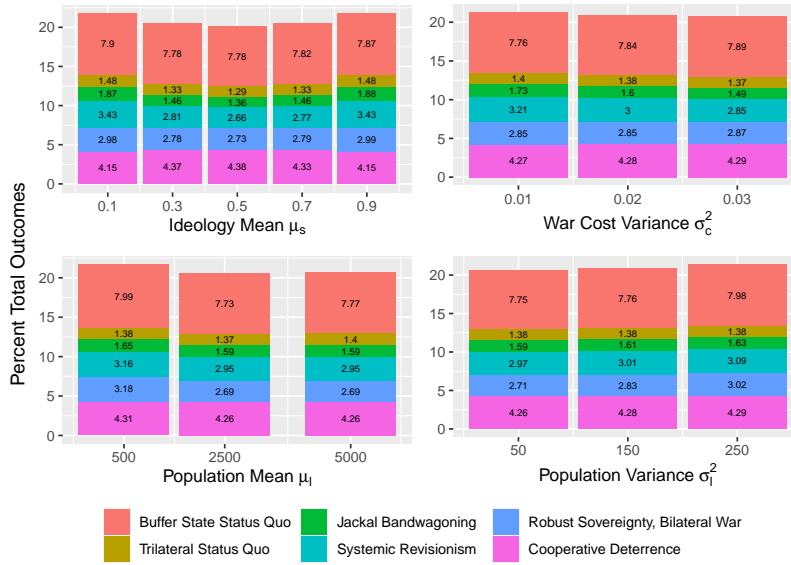 Percent Total Outcomes
20
15
10
5
0
7.9 7.78 7.78 7.82 7.87
1.48 1.33 1.29 1.33 1.48
1.87 1.46 1.36 1.46 1.88
3.43 2.81 2.66 2.77 3.43
2.98 2.78 2.73 2.79 2.99
4.15 4.37 4.38 4.33 4.15
0.1 0.3 0.5 0.7 0.9
Ideology Mean μs
20
15
10
5
0
7.76 7.84 7.89
1.4 1.38 1.37
1.73 1.6 1.49
3.21 3 2.85
2.85 2.85 2.87
4.27 4.28 4.29
0.01 0.02 0.03
War Cost Variance σc²
20
15
10
5
0
7.99 7.73 7.77
1.38 1.37 1.4
1.65 1.59 1.59
3.16 2.95 2.95
3.18 2.69 2.69
4.31 4.26 4.26
500 2500 5000
Population Mean μl
20
15
10
5
0
7.75 7.76 7.98
1.38 1.38 1.38
1.59 1.61 1.63
2.97 3.01 3.09
2.71 2.83 3.02
4.26 4.28 4.29
50 150 250
Population Variance σl²
Buffer State Status Quo Jackal Bandwagoning Robust Sovereignty, Bilateral War
Trilateral Status Quo Systemic Revisionism Cooperative Deterrence